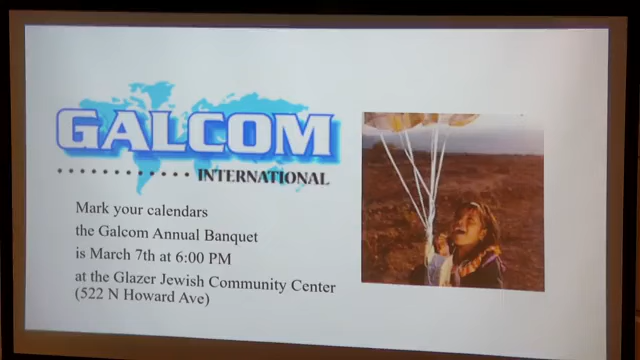 GALCOM
INTERNATIONAL
Mark your calendars
the Galcom Annual Banquet
is March 7th at 6:00 PM
at the Glazer Jewish Community Center
(522 N Howard Ave)